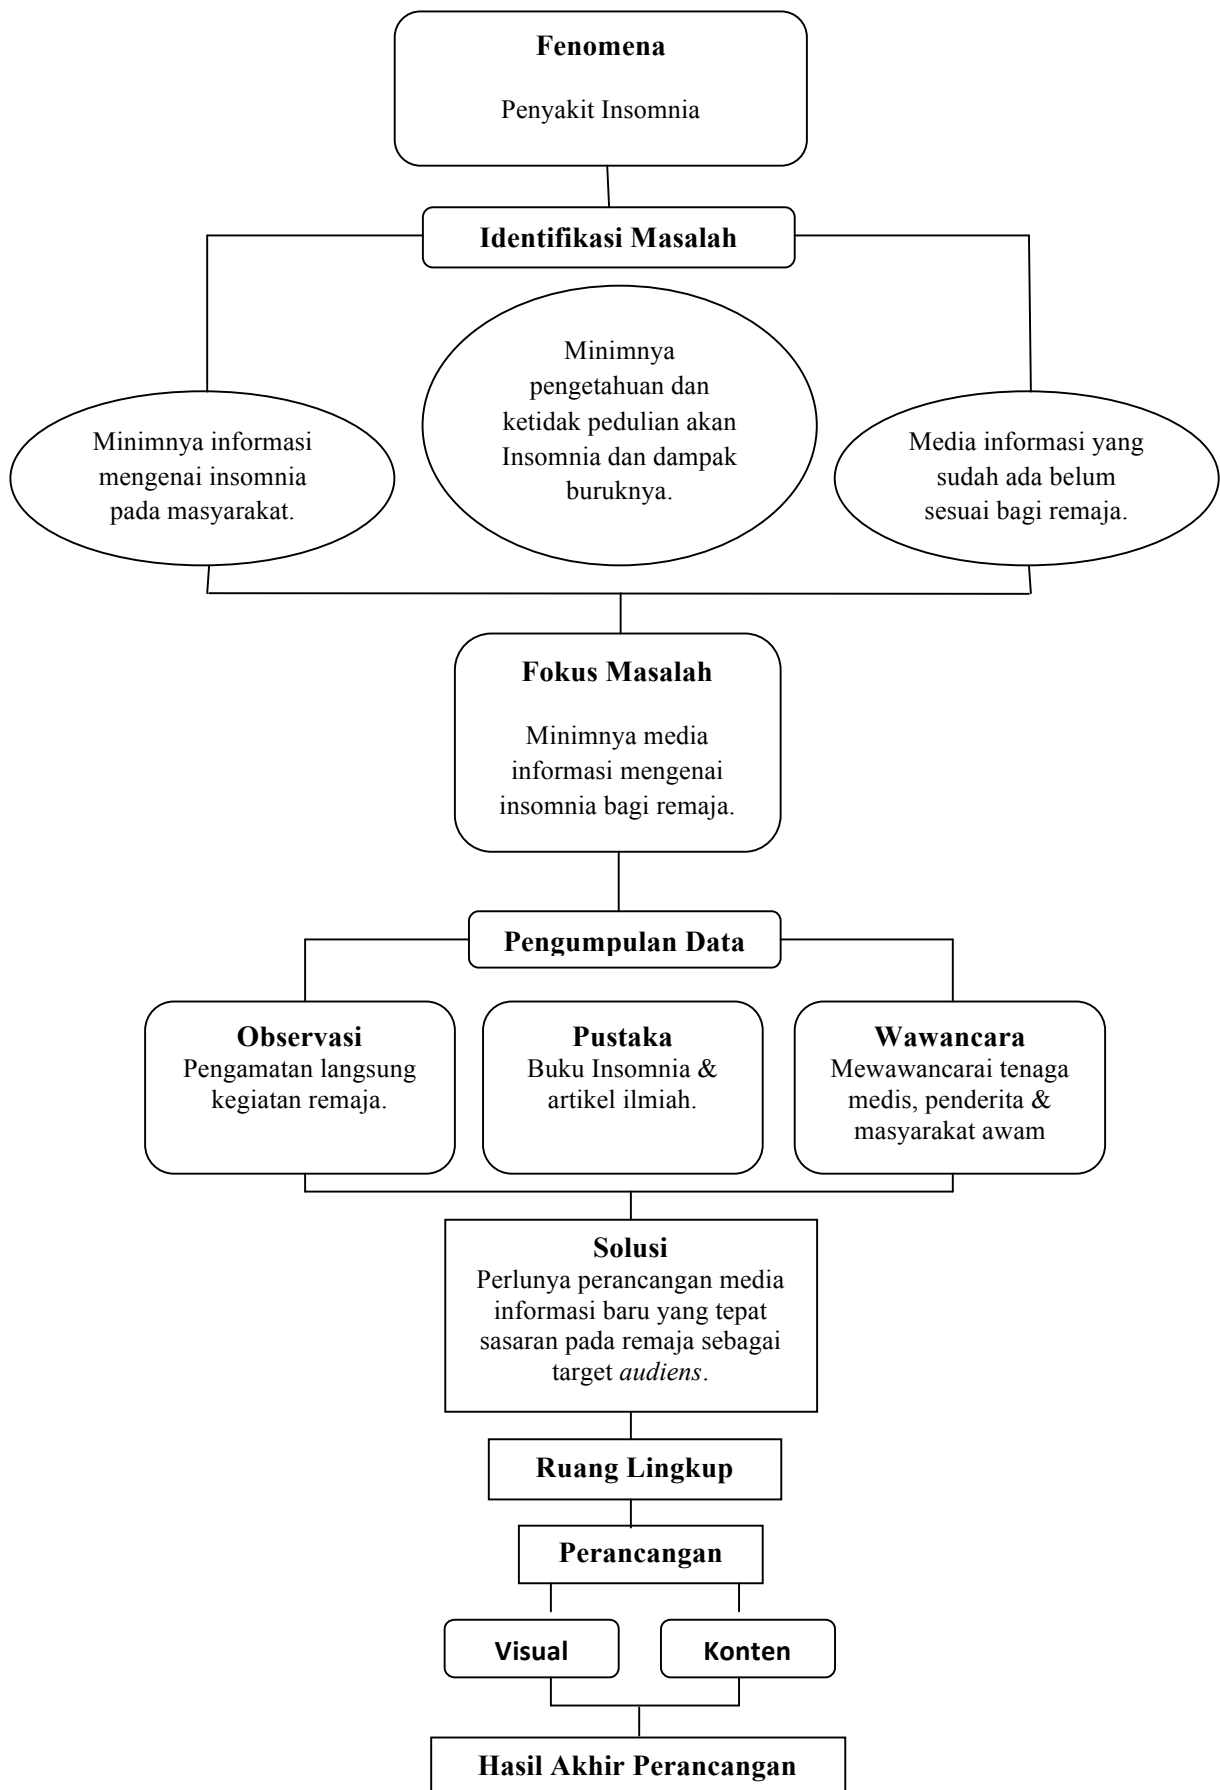 Fenomena
Penyakit Insomnia
Identifikasi Masalah
Minimnya informasi
mengenai insomnia
pada masyarakat.
Minimnya
pengetahuan dan
ketidak pedulian akan
Insomnia dan dampak
buruknya.
Media informasi yang
sudah ada belum
sesuai bagi remaja.
Fokus Masalah
Minimnya media
informasi mengenai
insomnia bagi remaja.
Pengumpulan Data
Observasi
Pengamatan langsung
kegiatan remaja.
Pustaka
Buku Insomnia &
artikel ilmiah.
Wawancara
Mewawancarai tenaga
medis, penderita &
masyarakat awam
Solusi
Perlunya perancangan media
informasi baru yang tepat
sasaran pada remaja sebagai
target audiens.
Ruang Lingkup
Perancangan
Visual
Konten
Hasil Akhir Perancangan